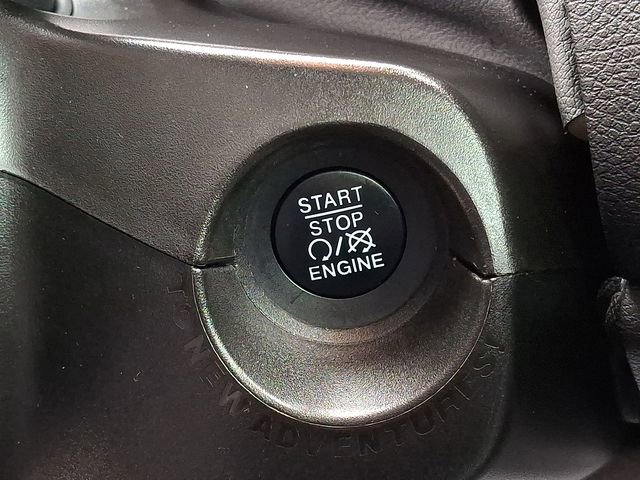 START
STOP
ENGINE
TO NEW ADVENTURES!